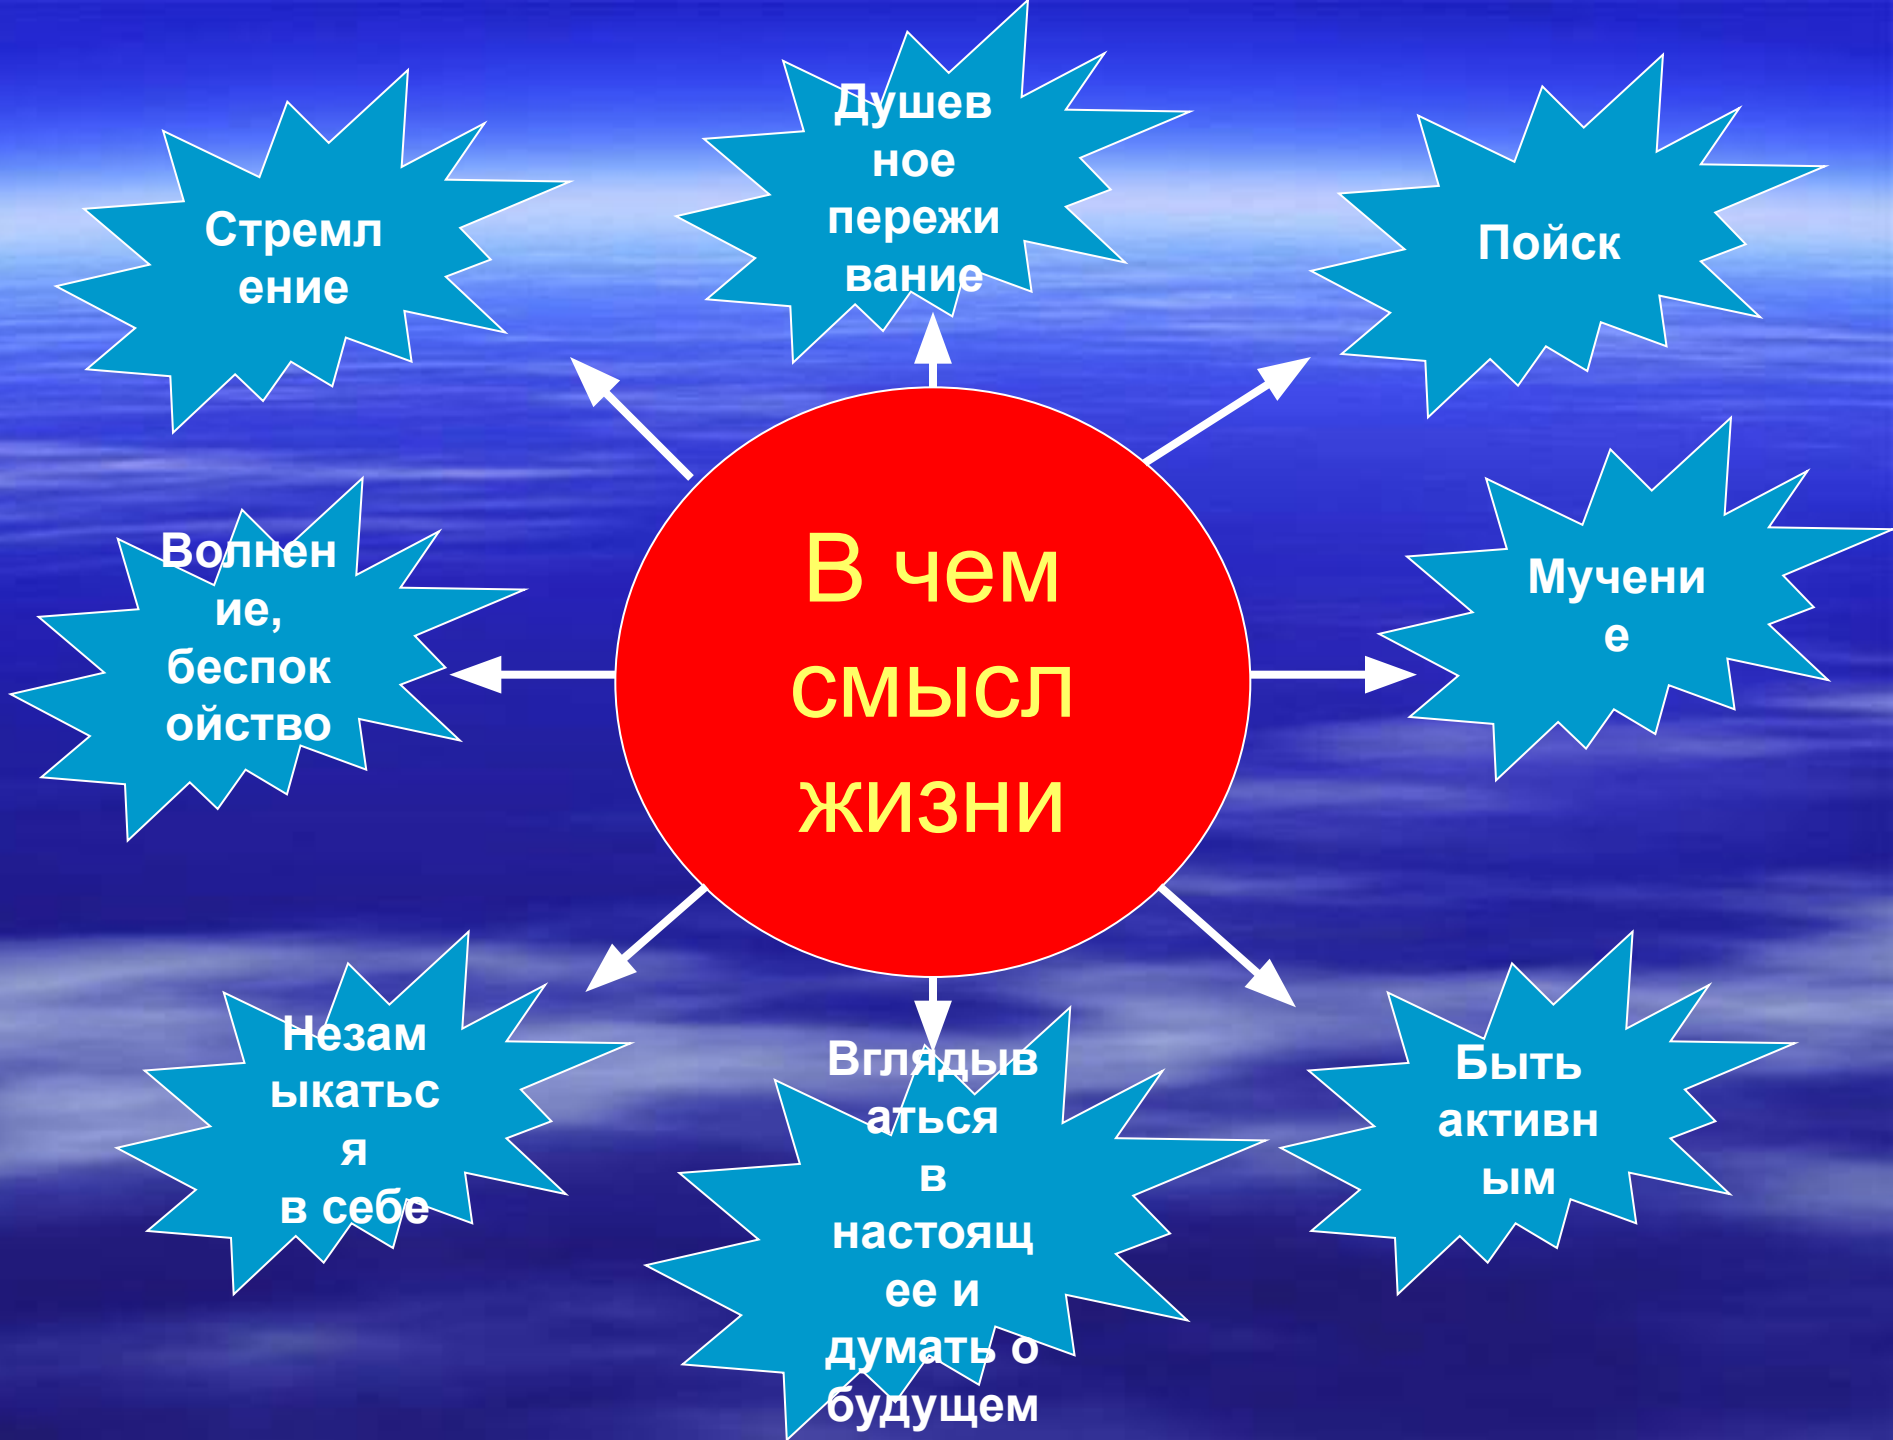 Душев
ное
пережи
вание
Стремл
ение
Пойск
Волнен
ие,
беспок
ойство
В чем
смысл
жизни
Мучени
е
Незам
ыкатьс
я
в себе
Вглядыв
аться
в
настоящ
ее и
думать о
будущем
Быть
активн
ым